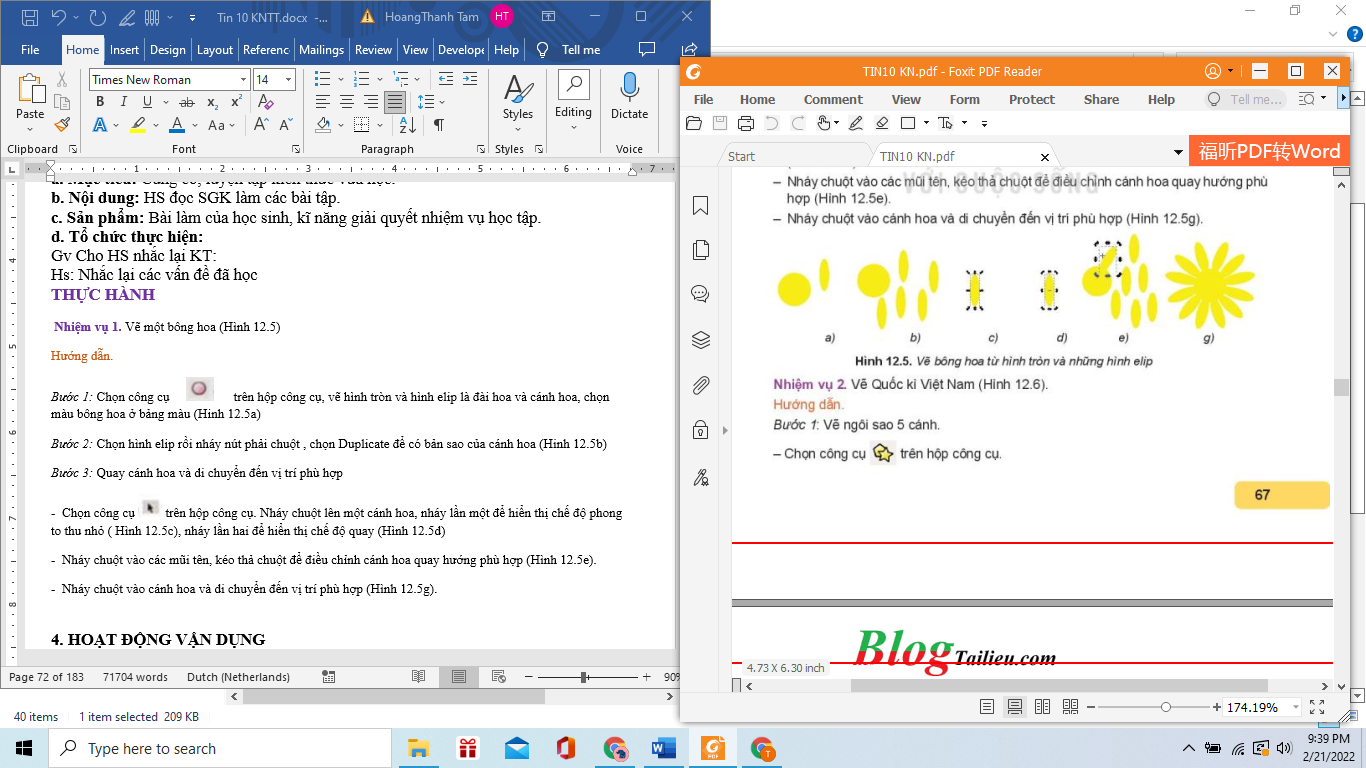 Tin 10 KNTT.docx -...
HoangThanh Tam
HT
File Home Insert Design Layout Referenc Mailings Review View Develope Help Tell me
Times New Roman 14
Paste
Clipboard Font Paragraph Styles Editing Dictate Voice
b. Nội dung: HS đọc SGK làm các bài tập.
c. Sản phẩm: Bài làm của học sinh, kĩ năng giải quyết nhiệm vụ học tập.
d. Tổ chức thực hiện:
Gv Cho HS nhắc lại KT:
Hs: Nhắc lại các vấn đề đã học
THỰC HÀNH
Nhiệm vụ 1. Vẽ một bông hoa (Hình 12.5)
Hướng dẫn.
Bước 1: Chọn công cụ trên hộp công cụ, vẽ hình tròn và hình elip là đài hoa và cánh hoa, chọn
màu bông hoa ở bảng màu (Hình 12.5a)
Bước 2: Chọn hình elip rồi nháy nút phải chuột , chọn Duplicate để có bản sao của cánh hoa (Hình 12.5b)
Bước 3: Quay cánh hoa và di chuyển đến vị trí phù hợp
- Chọn công cụ trên hộp công cụ. Nháy chuột lên một cánh hoa, nháy lần một để hiển thị chế độ phong
to thu nhỏ ( Hình 12.5c), nháy lần hai để hiển thị chế độ quay (Hình 12.5d)
- Nháy chuột vào các mũi tên, kéo thả chuột để điều chỉnh cánh hoa quay hướng phù hợp (Hình 12.5e).
- Nháy chuột vào cánh hoa và di chuyển đến vị trí phù hợp (Hình 12.5g).
4. HOẠT ĐỘNG VẬN DỤNG
Page 72 of 183 71704 words Dutch (Netherlands) 90%
40 items 1 item selected 209 KB
TIN10 KN.pdf - Foxit PDF Reader
File Home Comment View Form Protect Share Help Tell me...
Start TIN10 KN.pdf
福昕PDF转Word
VỚI CUỘC SỐNG
– Nháy chuột vào các mũi tên, kéo thả chuột để điều chỉnh cánh hoa quay hướng phù
hợp (Hình 12.5e).
– Nháy chuột vào cánh hoa và di chuyển đến vị trí phù hợp (Hình 12.5g).
a) b) c) d) e) g)
Hình 12.5. Vẽ bông hoa từ hình tròn và những hình elip
Nhiệm vụ 2. Vẽ Quốc kì Việt Nam (Hình 12.6).
Hướng dẫn.
Bước 1: Vẽ ngôi sao 5 cánh.
– Chọn công cụ trên hộp công cụ.
67
BlogTailieu.com
4.73 X 6.30 inch
174.19%
Type here to search
9:39 PM
2/21/2022